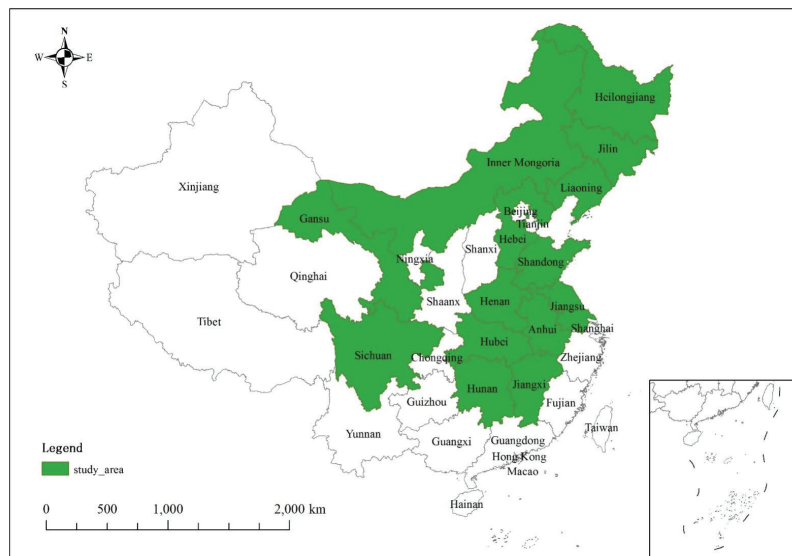 N
W E
S
Heilongjiang
Jilin
Inner Mongoria
Liaoning
Xinjiang
Beijing
Tianjin
Gansu
Hebei
Shanxi
Ningxia
Shandong
Qinghai
Shaanx
Henan
Jiangsu
Tibet
Anhui
Shanghai
Hubei
Sichuan
Chongqing
Zhejiang
Hunan
Jiangxi
Guizhou
Fujian
Yunnan
Taiwan
Guangxi
Guangdong
Hong Kong
Macao
Hainan
Legend
study_area
0 500 1,000 2,000 km